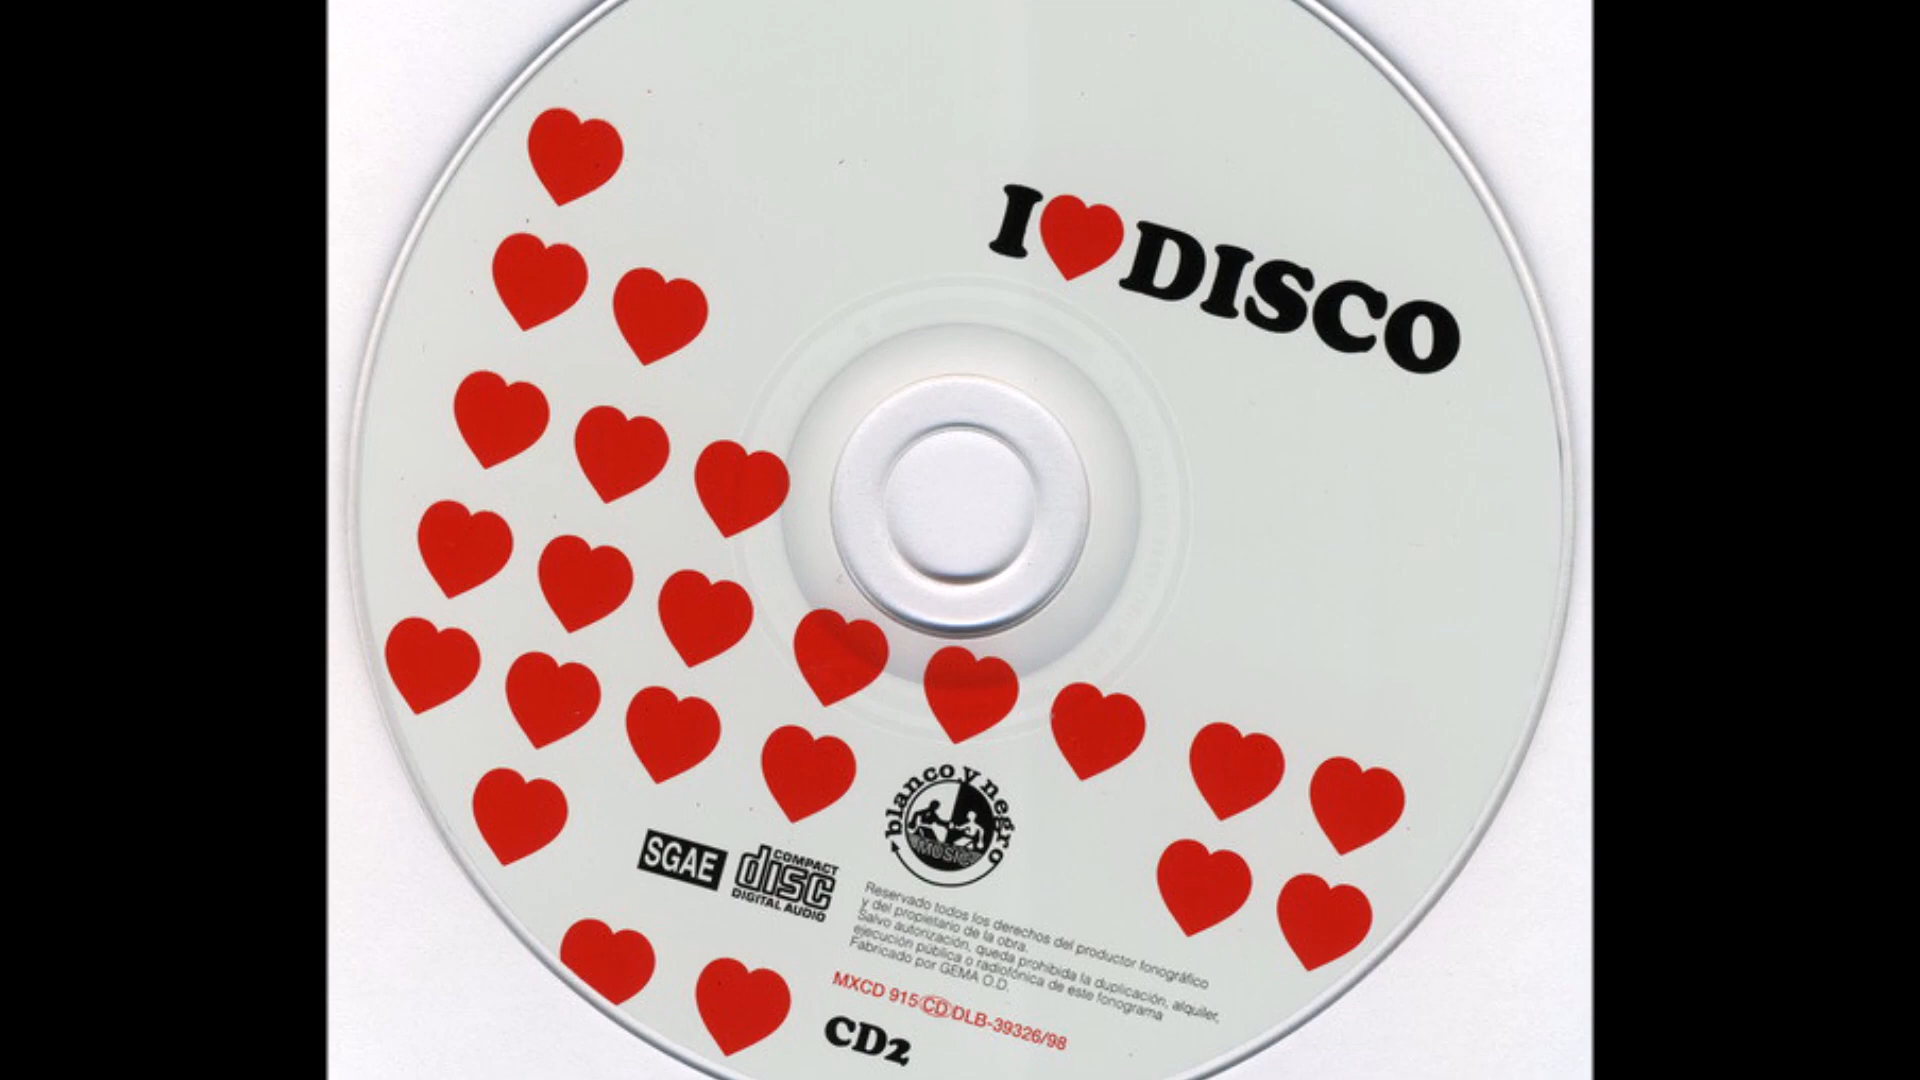 I ❤ DISCO
blanco y negro
MUSIC
SGAE
COMPACT
disc
DIGITAL AUDIO
Reservado todos los derechos del productor fonográfico
y del propietario de la obra.
Salvo autorización, queda prohibida la duplicación, alquiler,
ejecución pública o radiofónica de este fonograma
Fabricado por GEMA O.D.
MXCD 915 CD DLB-39326/98
CD2